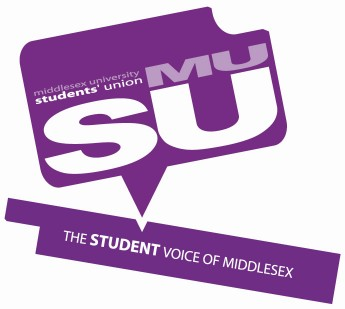 middlesex university
students' union
MU
SU
THE STUDENT VOICE OF MIDDLESEX